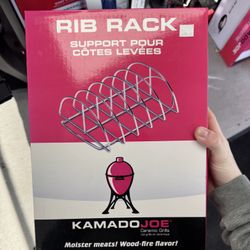 RIB RACK
SUPPORT POUR
CÔTES LEVÉES
KAMADOJOE
Ceramic Grills
Moister meats! Wood-fire flavor!